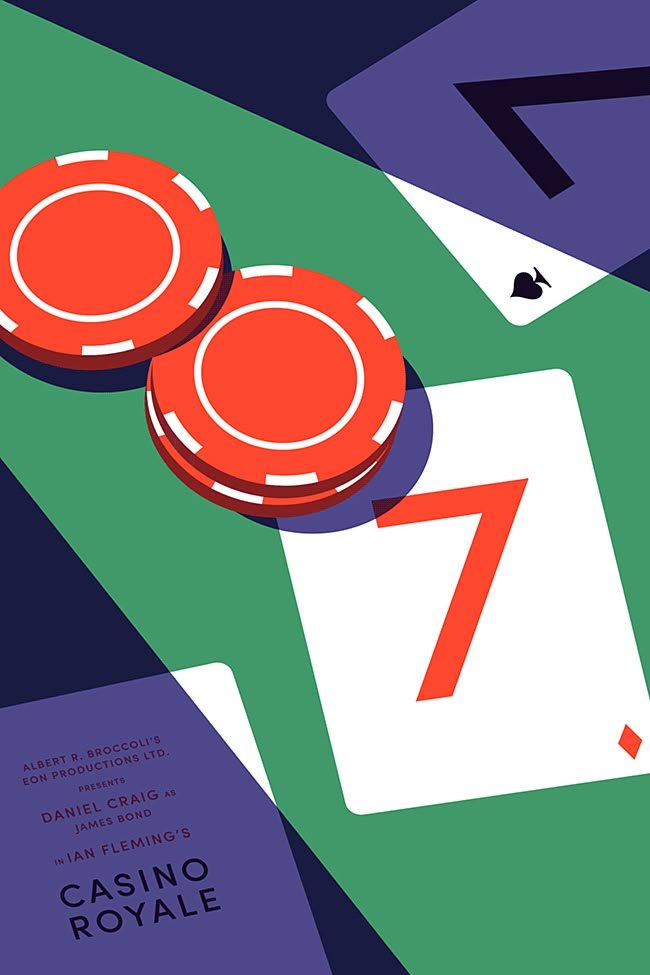 7
7
ALBERT R. BROCCOLI'S
EON PRODUCTIONS LTD.
PRESENTS
DANIEL CRAIG AS
JAMES BOND
IN IAN FLEMING'S
CASINO
ROYALE